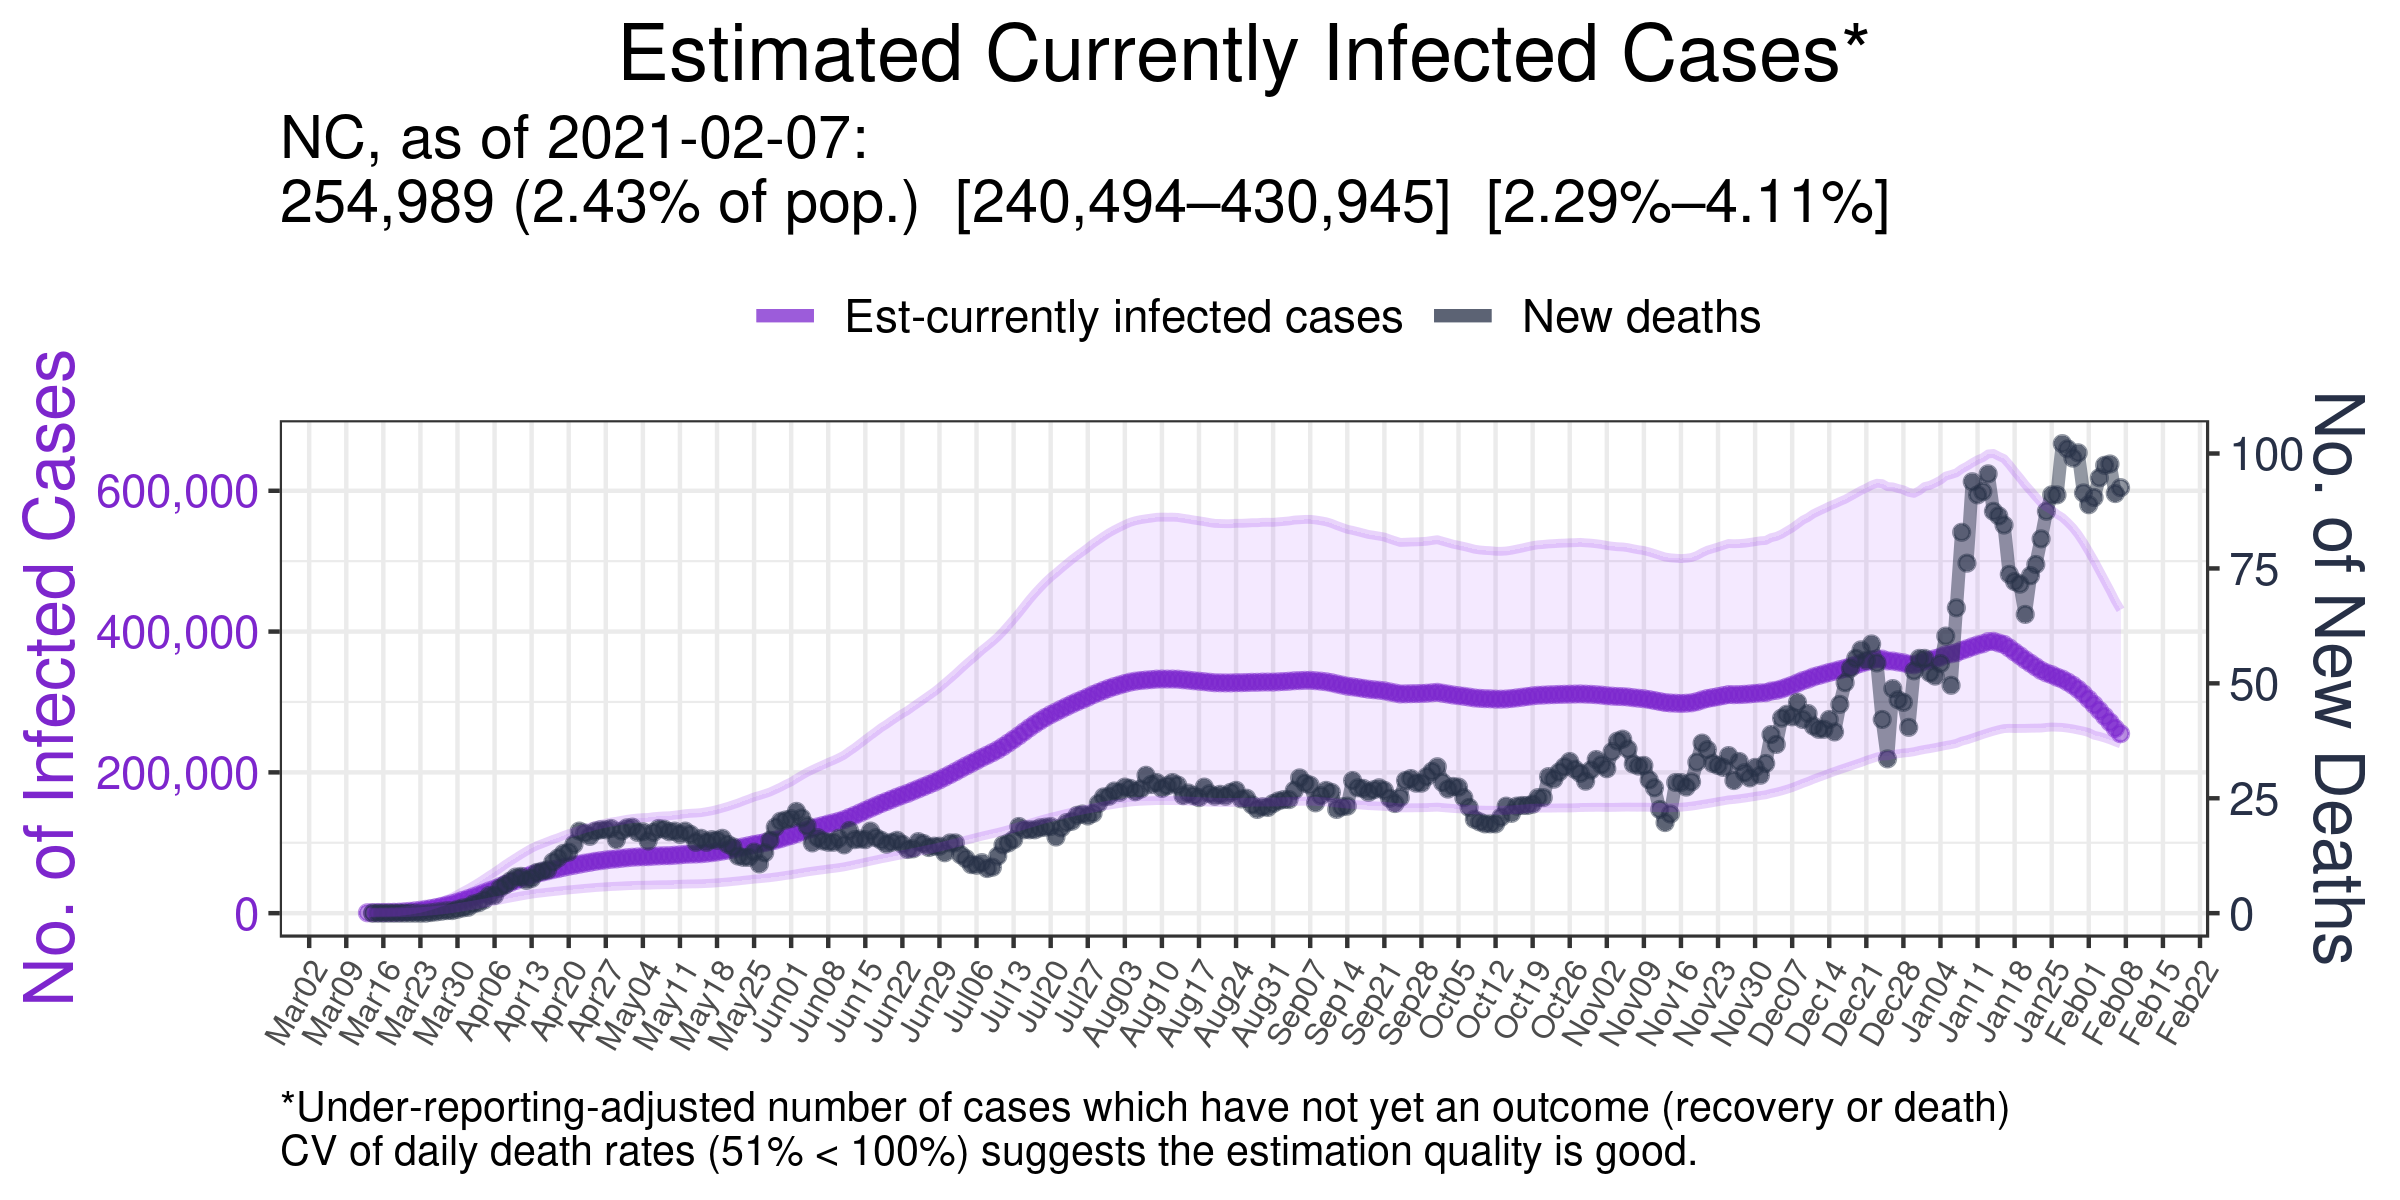 Estimated Currently Infected Cases*
NC, as of 2021-02-07:
254,989 (2.43% of pop.)  [240,494–430,945]  [2.29%–4.11%]
Est-currently infected cases
New deaths
No. of Infected Cases
600,000
400,000
200,000
0
100
75
50
25
0
No. of New Deaths
Mar02
Mar09
Mar16
Mar23
Mar30
Apr06
Apr13
Apr20
Apr27
May04
May11
May18
May25
Jun01
Jun08
Jun15
Jun22
Jun29
Jul06
Jul13
Jul20
Jul27
Aug03
Aug10
Aug17
Aug24
Aug31
Sep07
Sep14
Sep21
Sep28
Oct05
Oct12
Oct19
Oct26
Nov02
Nov09
Nov16
Nov23
Nov30
Dec07
Dec14
Dec21
Dec28
Jan04
Jan11
Jan18
Jan25
Feb01
Feb08
Feb15
Feb22
*Under-reporting-adjusted number of cases which have not yet an outcome (recovery or death)
CV of daily death rates (51% < 100%) suggests the estimation quality is good.